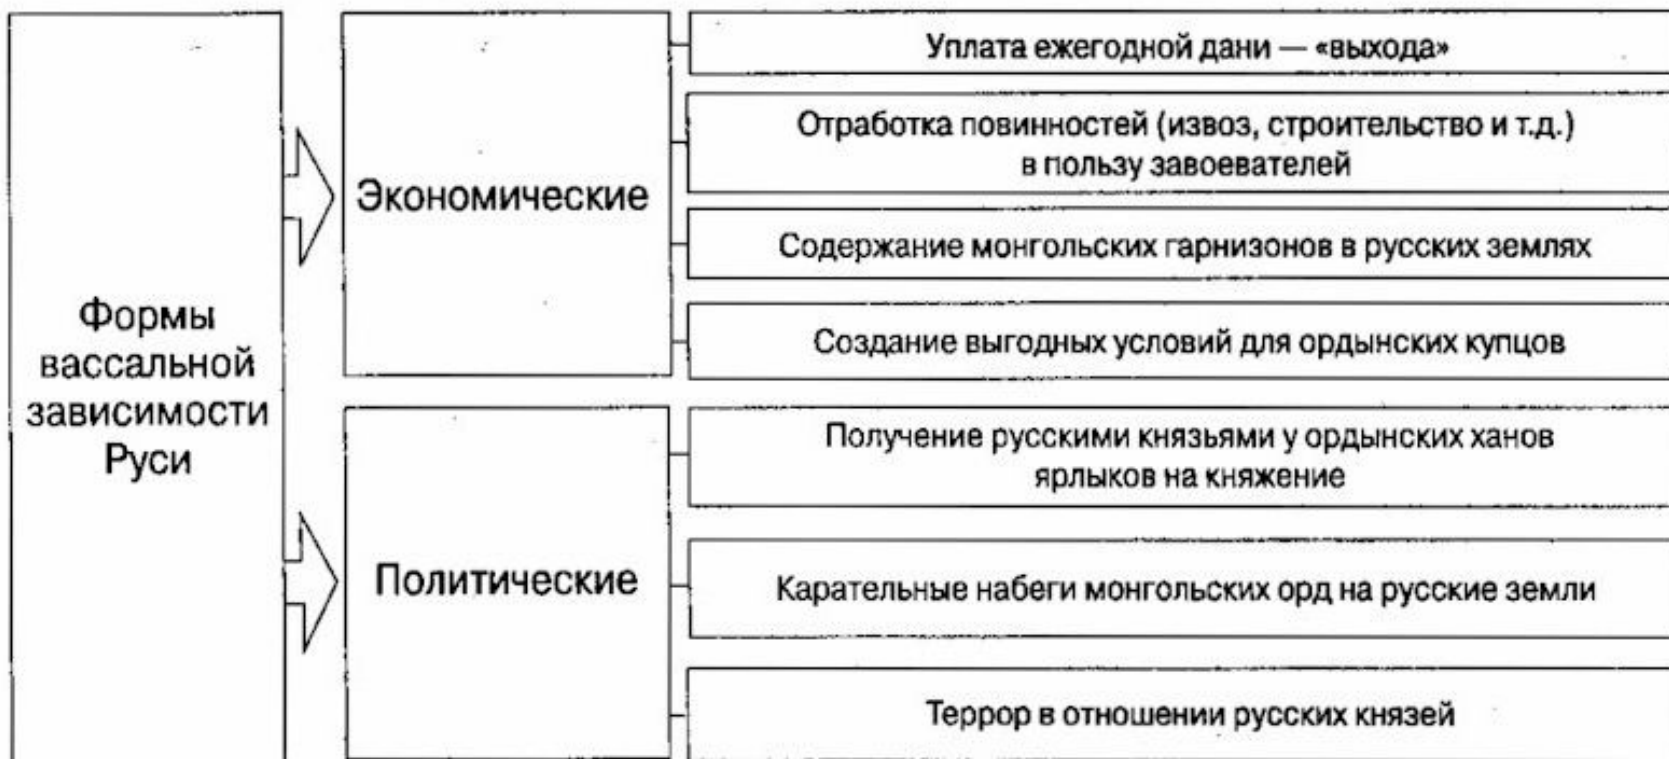 Формы
вассальной
зависимости
Руси
Экономические
Уплата ежегодной дани — «выхода»
Отработка повинностей (извоз, строительство и т.д.)
в пользу завоевателей
Содержание монгольских гарнизонов в русских землях
Создание выгодных условий для ордынских купцов
Политические
Получение русскими князьями у ордынских ханов
ярлыков на княжение
Карательные набеги монгольских орд на русские земли
Террор в отношении русских князей